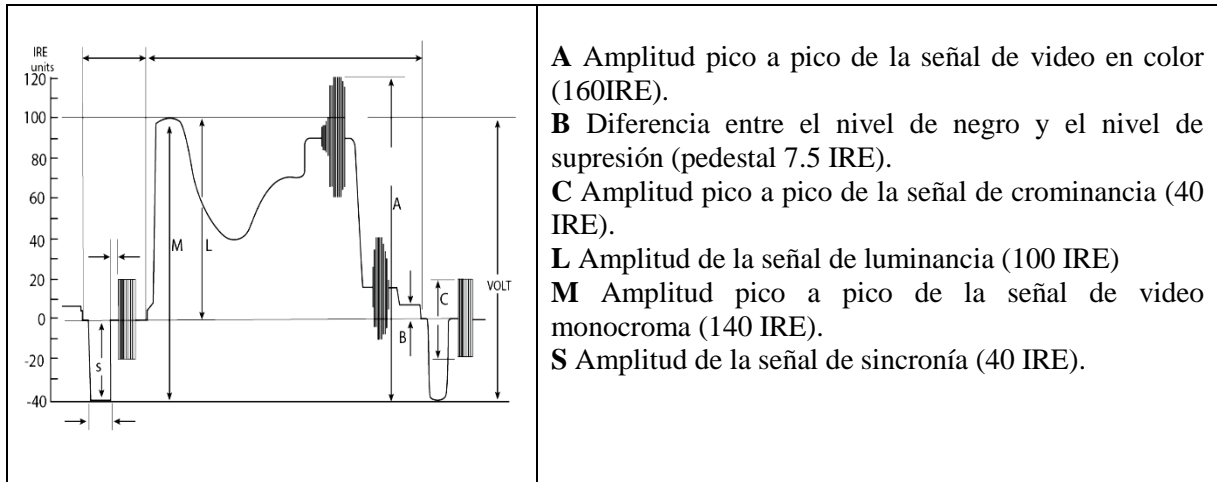 IRE
units
120
100
80
60
40
20
0
-20
-40
M
L
A
B
C
S
VOLT
A Amplitud pico a pico de la señal de video en color
(160IRE).
B Diferencia entre el nivel de negro y el nivel de
supresión (pedestal 7.5 IRE).
C Amplitud pico a pico de la señal de crominancia (40
IRE).
L Amplitud de la señal de luminancia (100 IRE)
M Amplitud pico a pico de la señal de video
monocroma (140 IRE).
S Amplitud de la señal de sincronía (40 IRE).